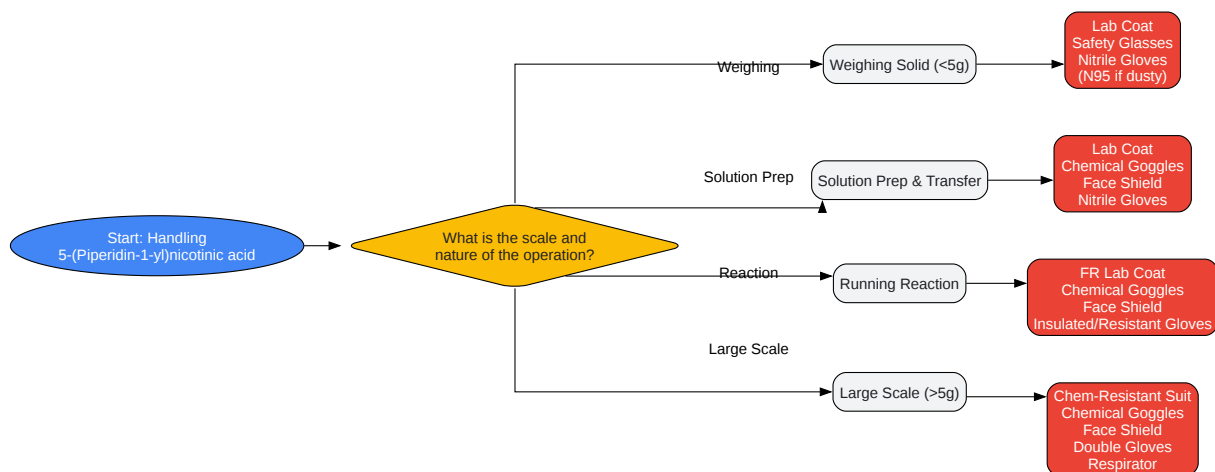 Start: Handling
5-(Piperidin-1-yl)nicotinic acid
What is the scale and
nature of the operation?
Weighing
Weighing Solid (<5g)
Lab Coat
Safety Glasses
Nitrile Gloves
(N95 if dusty)
Solution Prep
Solution Prep & Transfer
Lab Coat
Chemical Goggles
Face Shield
Nitrile Gloves
Reaction
Running Reaction
FR Lab Coat
Chemical Goggles
Face Shield
Insulated/Resistant Gloves
Large Scale
Large Scale (>5g)
Chem-Resistant Suit
Chemical Goggles
Face Shield
Double Gloves
Respirator